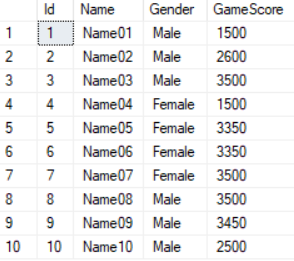 Id Name Gender GameScore
1 1 Name01 Male 1500
2 2 Name02 Male 2600
3 3 Name03 Male 3500
4 4 Name04 Female 1500
5 5 Name05 Female 3350
6 6 Name06 Female 3350
7 7 Name07 Female 3500
8 8 Name08 Male 3500
9 9 Name09 Male 3450
10 10 Name10 Male 2500